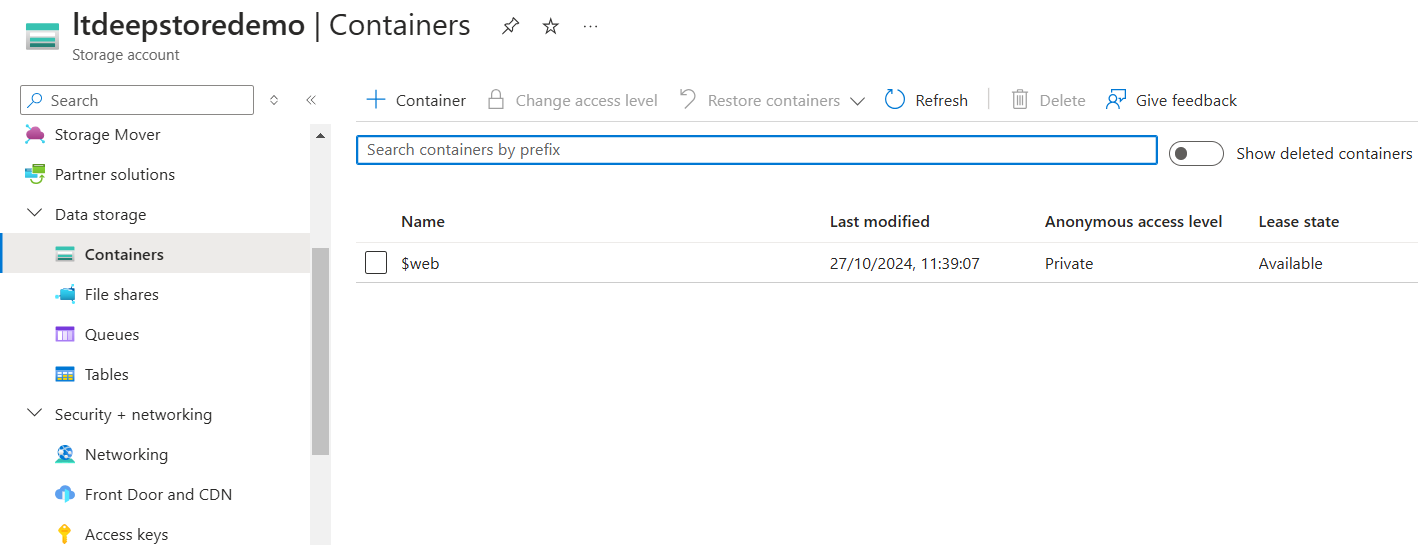 ltdeepstoredemo | Containers
Storage account
Search
Storage Mover
Partner solutions
Data storage
Containers
File shares
Queues
Tables
Security + networking
Networking
Front Door and CDN
Access keys
Container Change access level Restore containers Refresh Delete Give feedback
Search containers by prefix
Show deleted containers
Name Last modified Anonymous access level Lease state
$web 27/10/2024, 11:39:07 Private Available